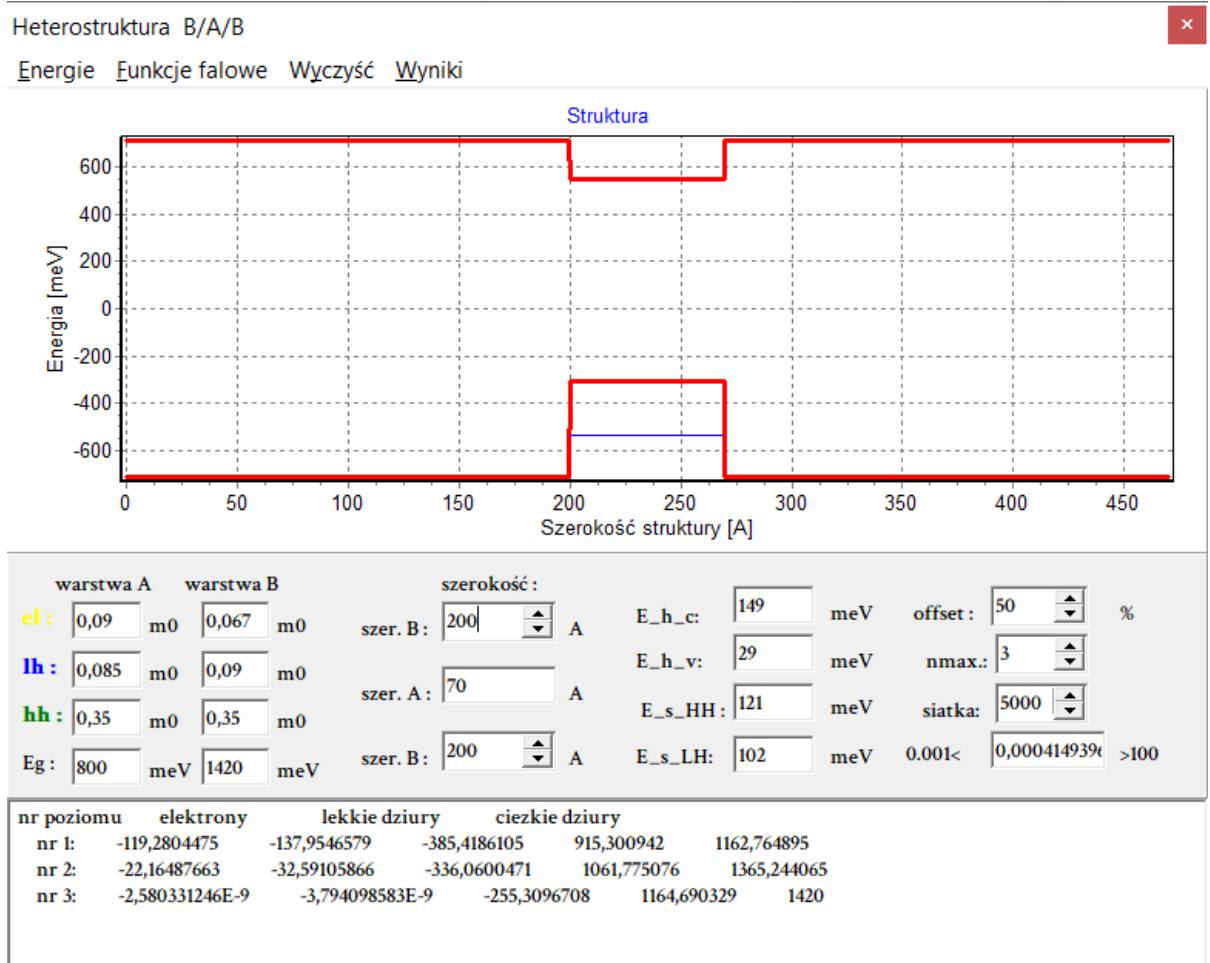 Heterostruktura B/A/B
Energie Funkcje falowe Wyczyść Wyniki
Struktura
Energia [meV]
600
400
200
0
-200
-400
-600
0 50 100 150 200 250 300 350 400 450
Szerokość struktury [A]
warstwa A warstwa B szerokość :
el : 0,09 m0 0,067 m0 szer. B : 200 A E_h_c: 149 meV offset : 50 %
lh : 0,085 m0 0,09 m0 szer. A : 70 A E_h_v: 29 meV nmax.: 3
hh : 0,35 m0 0,35 m0 E_s_HH : 121 meV siatka: 5000
Eg : 800 meV 1420 meV szer. B : 200 A E_s_LH: 102 meV 0.001< 0,000414939 >100
nr poziomu elektrony lekkie dziury ciezkie dziury
nr 1: -119,2804475 -137,9546579 -385,4186105 915,300942 1162,764895
nr 2: -22,16487663 -32,59105866 -336,0600471 1061,775076 1365,244065
nr 3: -2,580331246E-9 -3,794098583E-9 -255,3096708 1164,690329 1420